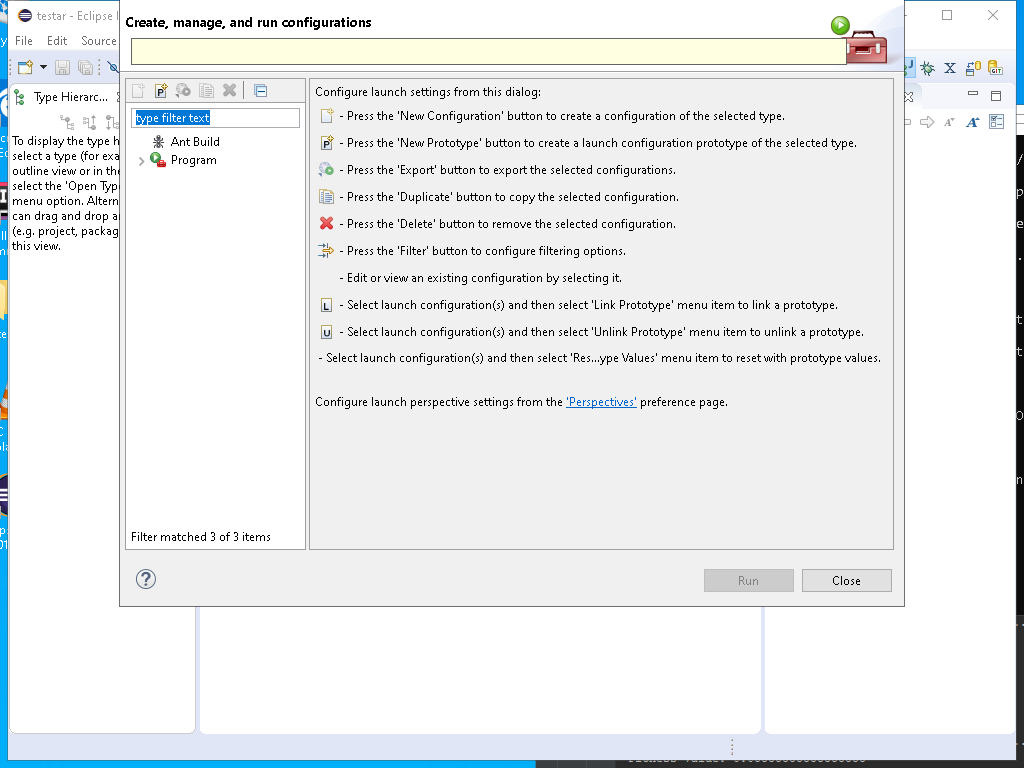 testar - Eclipse I
Create, manage, and run configurations
File Edit Source
Type Hierarc...
To display the type h
select a type (for exa
outline view or in the
select the 'Open Typ
menu option. Altern
can drag and drop a
(e.g. project, packag
this view.
type filter text
Ant Build
Program
Filter matched 3 of 3 items
Configure launch settings from this dialog:
- Press the 'New Configuration' button to create a configuration of the selected type.
- Press the 'New Prototype' button to create a launch configuration prototype of the selected type.
- Press the 'Export' button to export the selected configurations.
- Press the 'Duplicate' button to copy the selected configuration.
- Press the 'Delete' button to remove the selected configuration.
- Press the 'Filter' button to configure filtering options.
- Edit or view an existing configuration by selecting it.
- Select launch configuration(s) and then select 'Link Prototype' menu item to link a prototype.
- Select launch configuration(s) and then select 'Unlink Prototype' menu item to unlink a prototype.
- Select launch configuration(s) and then select 'Res...ype Values' menu item to reset with prototype values.
Configure launch perspective settings from the 'Perspectives' preference page.
Run Close